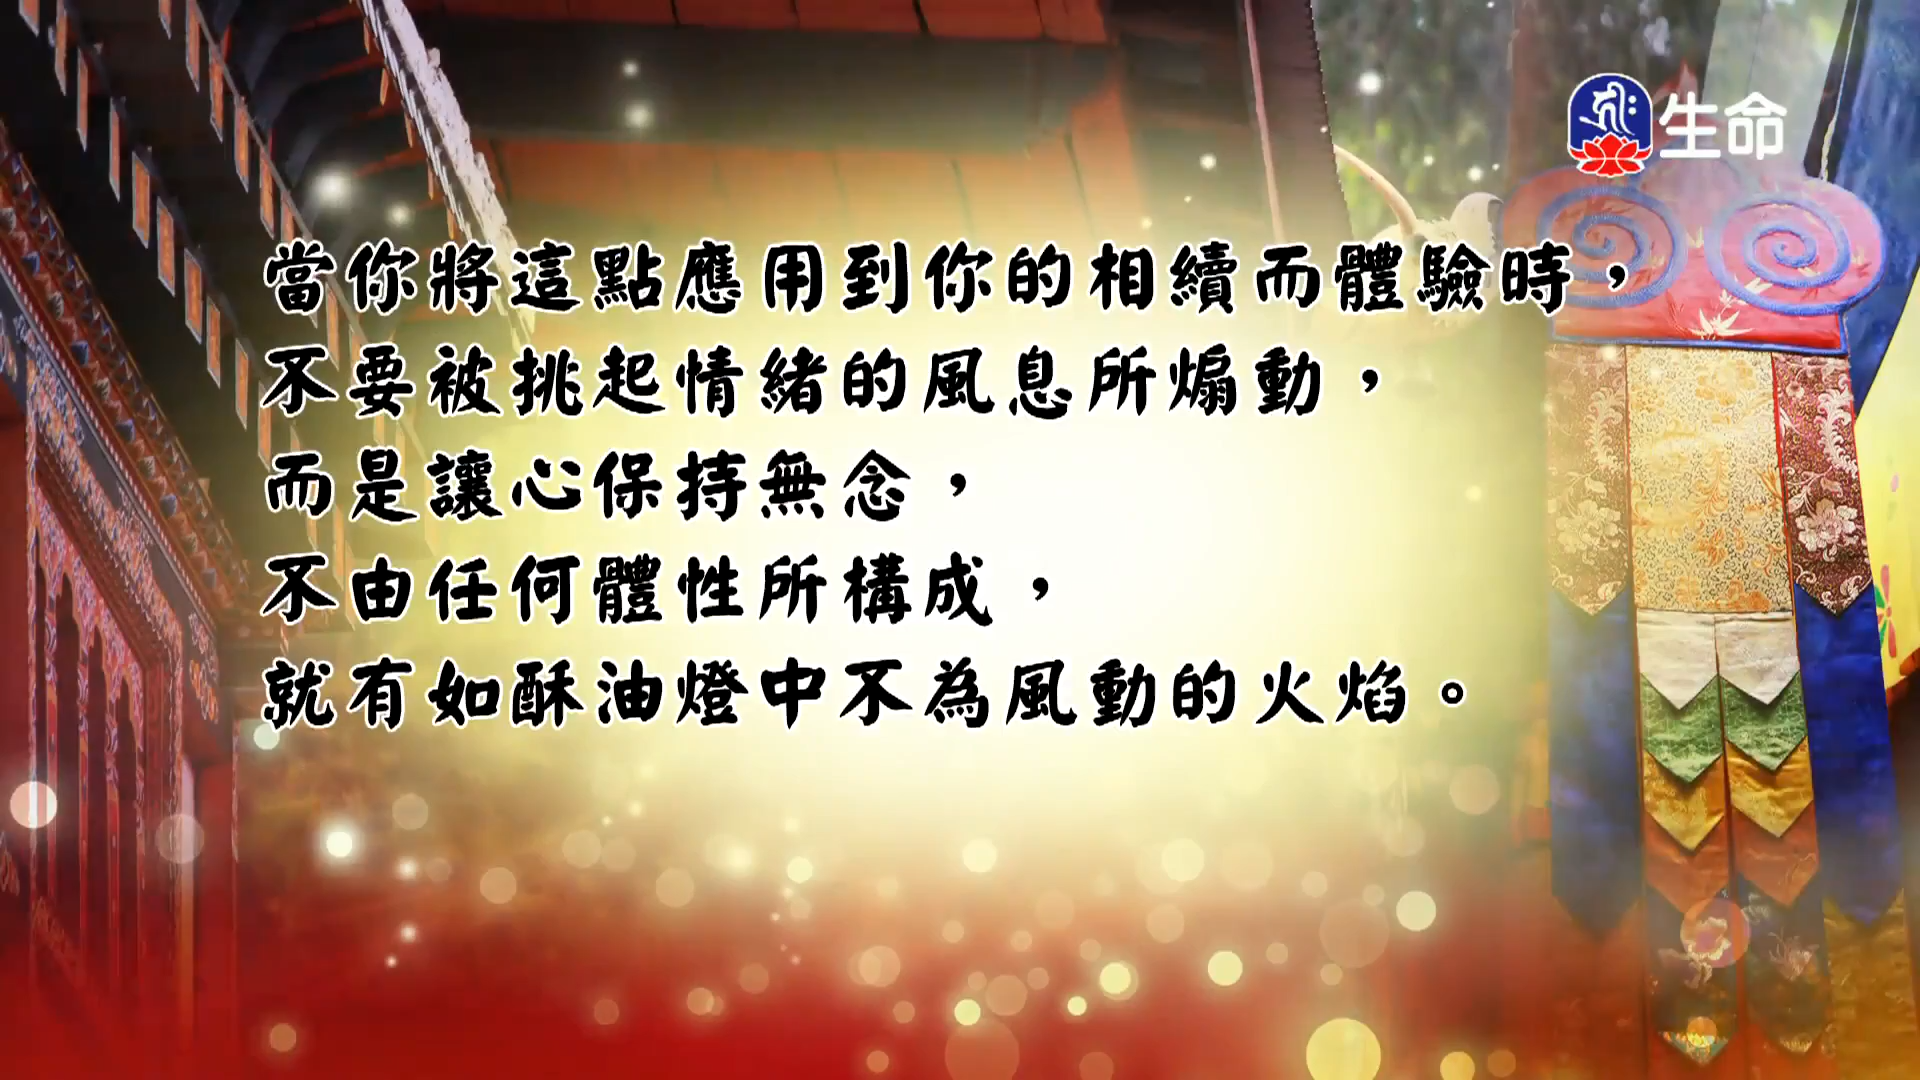 生命
當你將這點應用到你的相續而體驗時，
不要被挑起情緒的風息所煽動，
而是讓心保持無念，
不由任何體性所構成，
就有如酥油燈中不為風動的火焰。